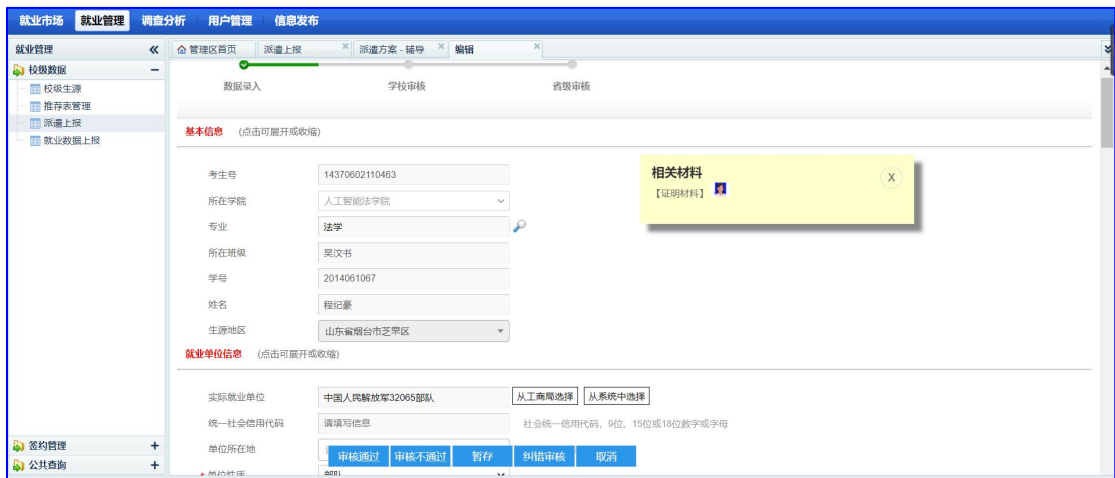 就业市场 就业管理 调查分析 用户管理 信息发布
就业管理 « 管理区首页 派遣上报 × 派遣方案 - 辅导 × 编辑 ×
校级数据 −
校级生源
推荐表管理
派遣上报
就业数据上报
签约管理 +
公共查询 +
数据录入 学校审核 省级审核
基本信息 (点击可展开或收缩)
考生号 14370602110463
所在学院 人工智能法学院
专业 法学
所在班级 吴汶书
学号 2014061067
姓名 程纪豪
生源地区 山东省烟台市芝罘区
相关材料 X
【证明材料】
就业单位信息 (点击可展开或收缩)
实际就业单位 中国人民解放军32065部队 从工商局选择 从系统中选择
统一社会信用代码 请填写信息 社会统一信用代码，9位、15位或18位数字或字母
单位所在地
审核通过 审核不通过 暂存 纠错审核 取消
* 单位性质 部队